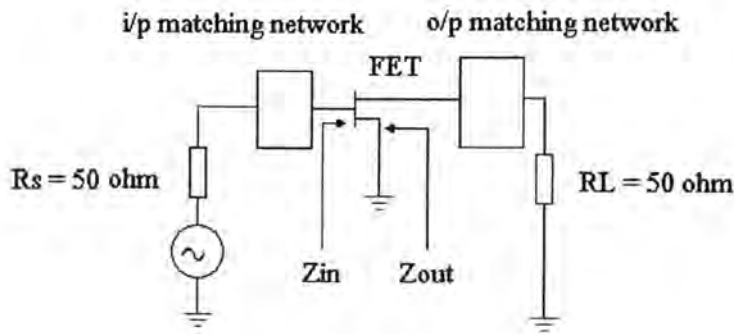 i/p matching network
o/p matching network
FET
Rs = 50 ohm
RL = 50 ohm
Zin
Zout